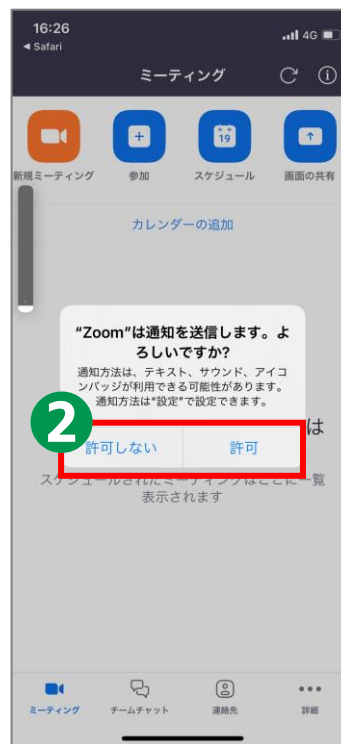 16:26
4G
◀ Safari
ミーティング
19
新規ミーティング
参加
スケジュール
画面の共有
カレンダーの追加
“Zoom”は通知を送信します。よ
ろしいですか?
通知方法は、テキスト、サウンド、アイコ
ンバッジが利用できる可能性があります。
通知方法は“設定”で設定できます。
は
2
許可しない
許可
スケジュールされたミーティングはここに一覧
表示されます
ミーティング
チームチャット
連絡先
詳細